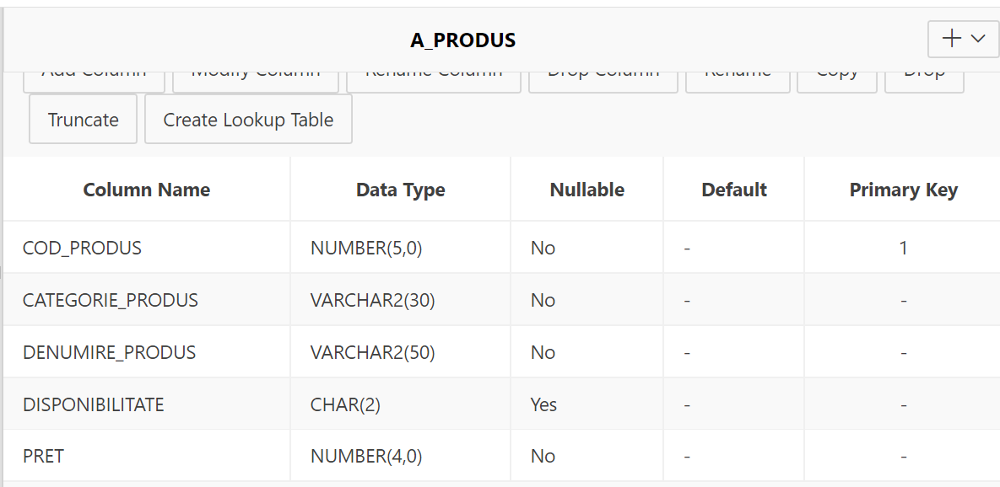 A_PRODUS
Add Column Modify Column Rename Column Drop Column Rename Copy Drop
Truncate Create Lookup Table
Column Name Data Type Nullable Default Primary Key
COD_PRODUS NUMBER(5,0) No - 1
CATEGORIE_PRODUS VARCHAR2(30) No - -
DENUMIRE_PRODUS VARCHAR2(50) No - -
DISPONIBILITATE CHAR(2) Yes - -
PRET NUMBER(4,0) No - -